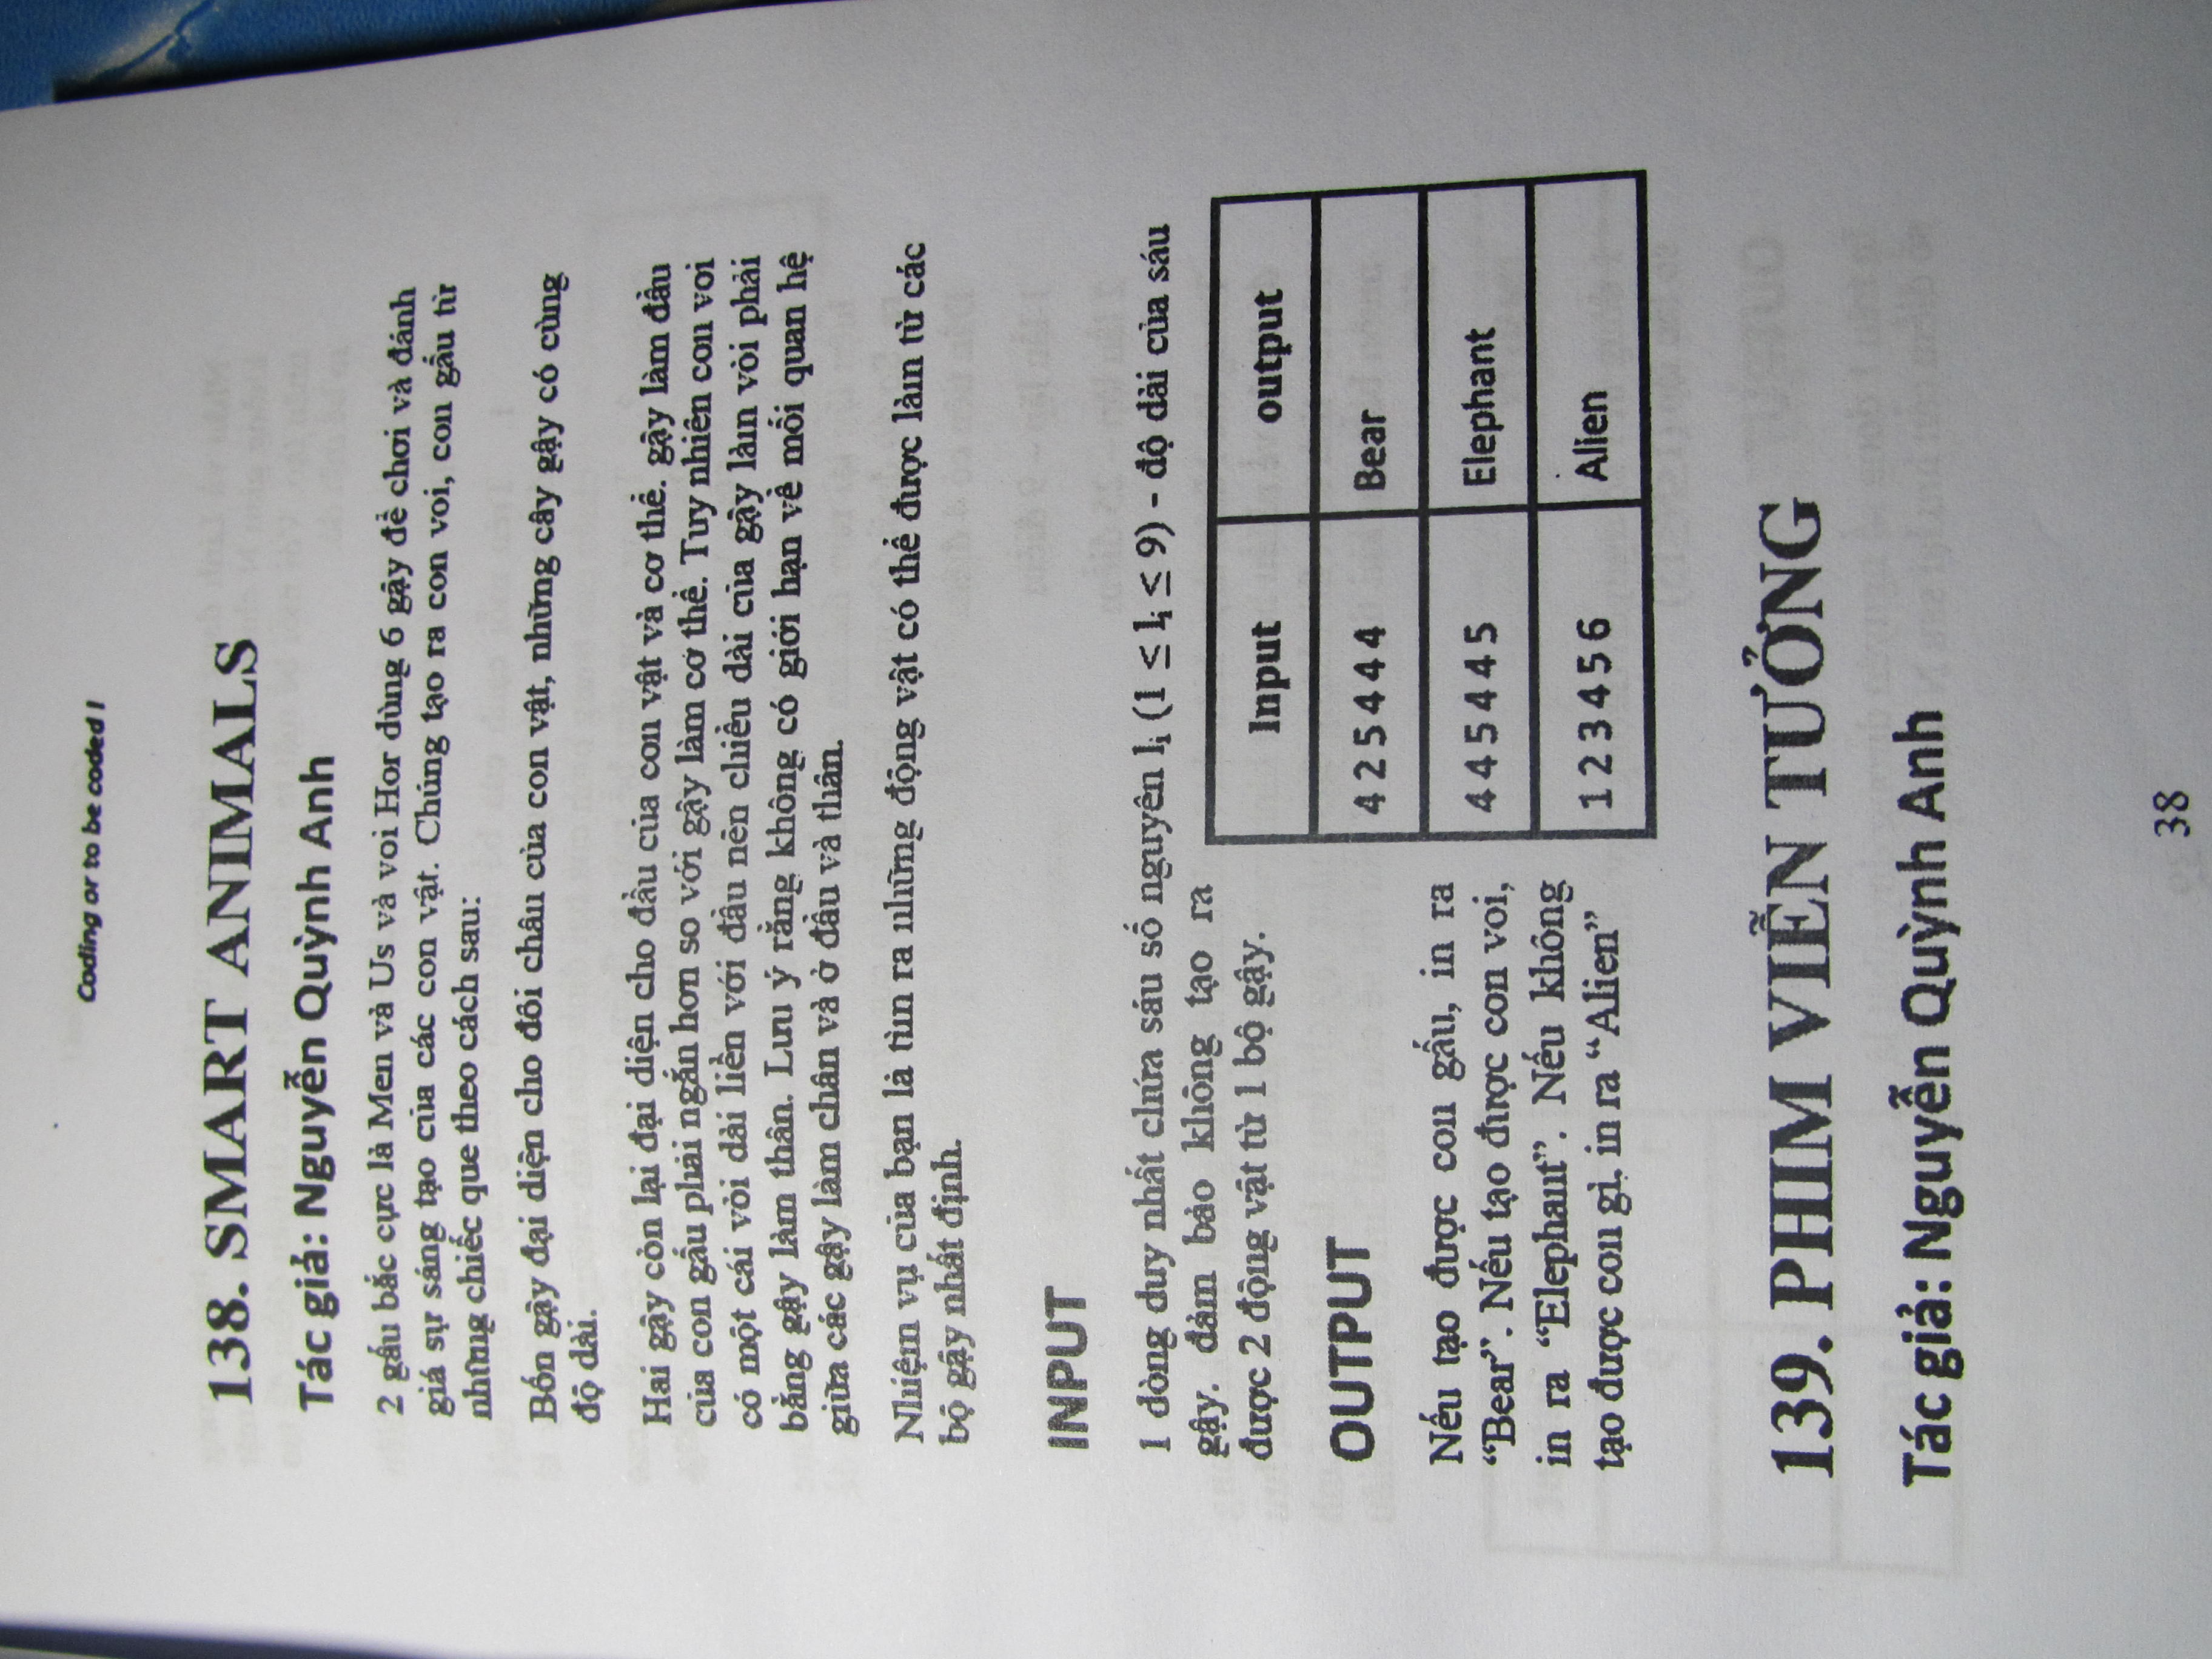 Coding or to be coded !
138. SMART ANIMALS
Tác giả: Nguyễn Quỳnh Anh
2 gấu bắc cực là Men và Us và voi Hor dùng 6 gậy để chơi và đánh
giá sự sáng tạo của các con vật. Chúng tạo ra con voi, con gấu từ
những chiếc que theo cách sau:
Bốn gậy đại diện cho đôi chân của con vật, những cây gậy có cùng
độ dài.
Hai gậy còn lại đại diện cho đầu của con vật và cơ thể. gậy làm đầu
của con gấu phải ngắn hơn so với gậy làm cơ thể. Tuy nhiên con voi
có một cái vòi dài liền với đầu nên chiều dài của gậy làm vòi phải
bằng gậy làm thân. Lưu ý rằng không có giới hạn về mối quan hệ
giữa các gậy làm chân và ở đầu và thân.
Nhiệm vụ của bạn là tìm ra những động vật có thể được làm từ các
bộ gậy nhất định.
INPUT
1 dòng duy nhất chứa sáu số nguyên lᵢ (1 ≤ lᵢ ≤ 9) - độ dài của sáu
gậy. đảm bảo không tạo ra
được 2 động vật từ 1 bộ gậy.
OUTPUT
Nếu tạo được con gấu, in ra
“Bear”. Nếu tạo được con voi,
in ra “Elephant”. Nếu không
tạo được con gì, in ra “Alien”
Input output
4 2 5 4 4 4 Bear
4 4 5 4 4 5 Elephant
1 2 3 4 5 6 Alien
139. PHIM VIỄN TƯỞNG
Tác giả: Nguyễn Quỳnh Anh
38